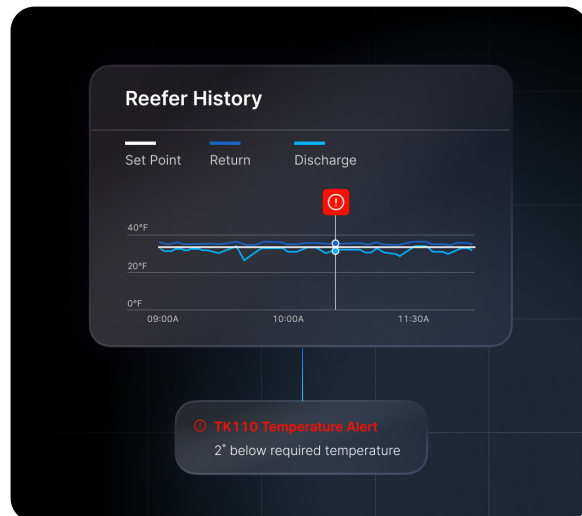 Reefer History
Set Point Return Discharge
40°F
20°F
0°F
09:00A 10:00A 11:30A
TK110 Temperature Alert
2° below required temperature